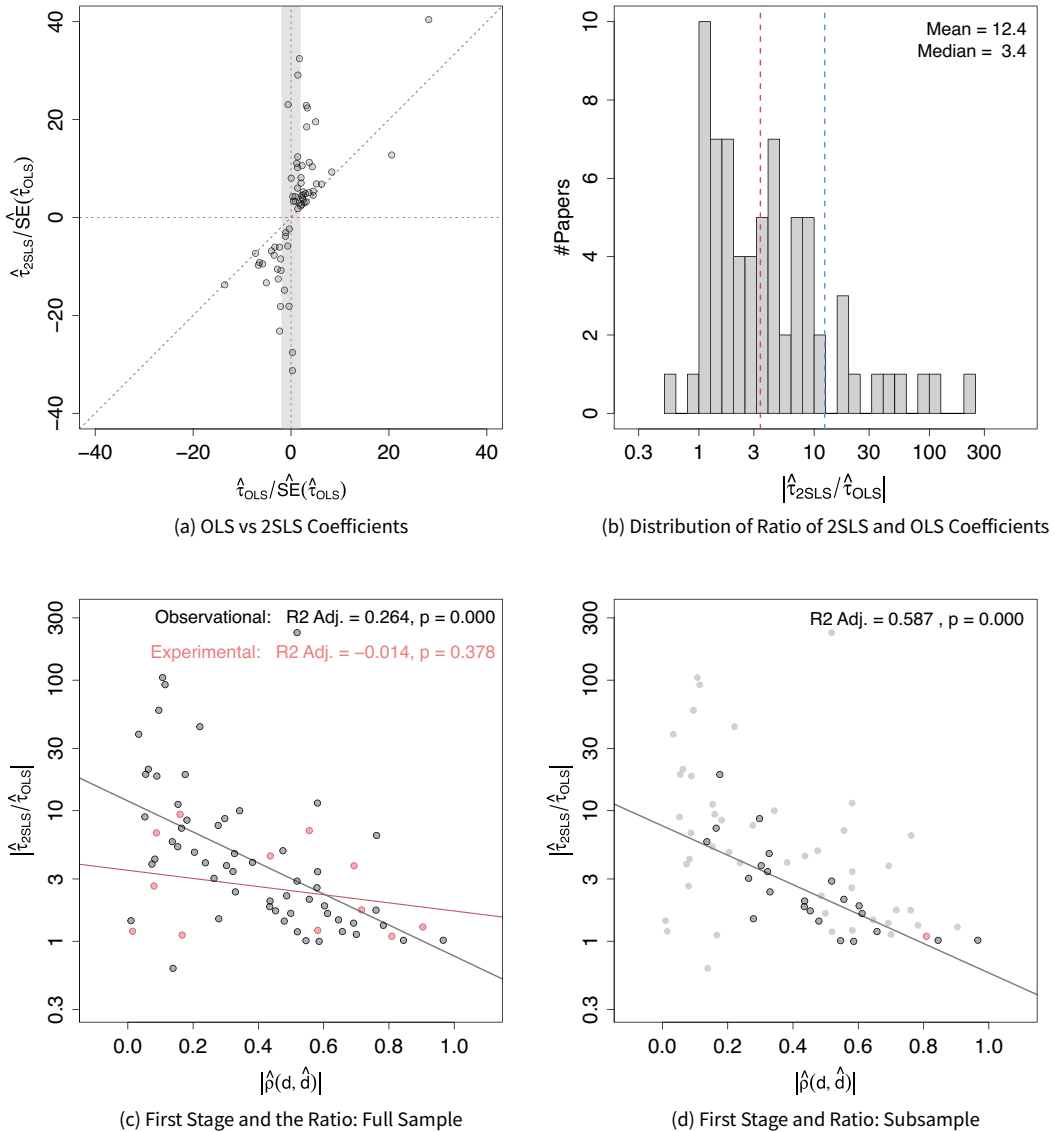 40
20
0
−20
−40
τ̂2SLS/SÊ(τ̂OLS)
−40 −20 0 20 40
τ̂OLS/SÊ(τ̂OLS)
(a) OLS vs 2SLS Coefficients
Mean = 12.4
Median = 3.4
10
8
6
4
2
0
#Papers
0.3 1 3 10 30 100 300
|τ̂2SLS/τ̂OLS|
(b) Distribution of Ratio of 2SLS and OLS Coefficients
Observational: R2 Adj. = 0.264, p = 0.000
Experimental: R2 Adj. = −0.014, p = 0.378
300
100
30
10
3
1
0.3
|τ̂2SLS/τ̂OLS|
0.0 0.2 0.4 0.6 0.8 1.0
|ρ̂(d, d̂)|
(c) First Stage and the Ratio: Full Sample
R2 Adj. = 0.587 , p = 0.000
300
100
30
10
3
1
0.3
|τ̂2SLS/τ̂OLS|
0.0 0.2 0.4 0.6 0.8 1.0
|ρ̂(d, d̂)|
(d) First Stage and Ratio: Subsample